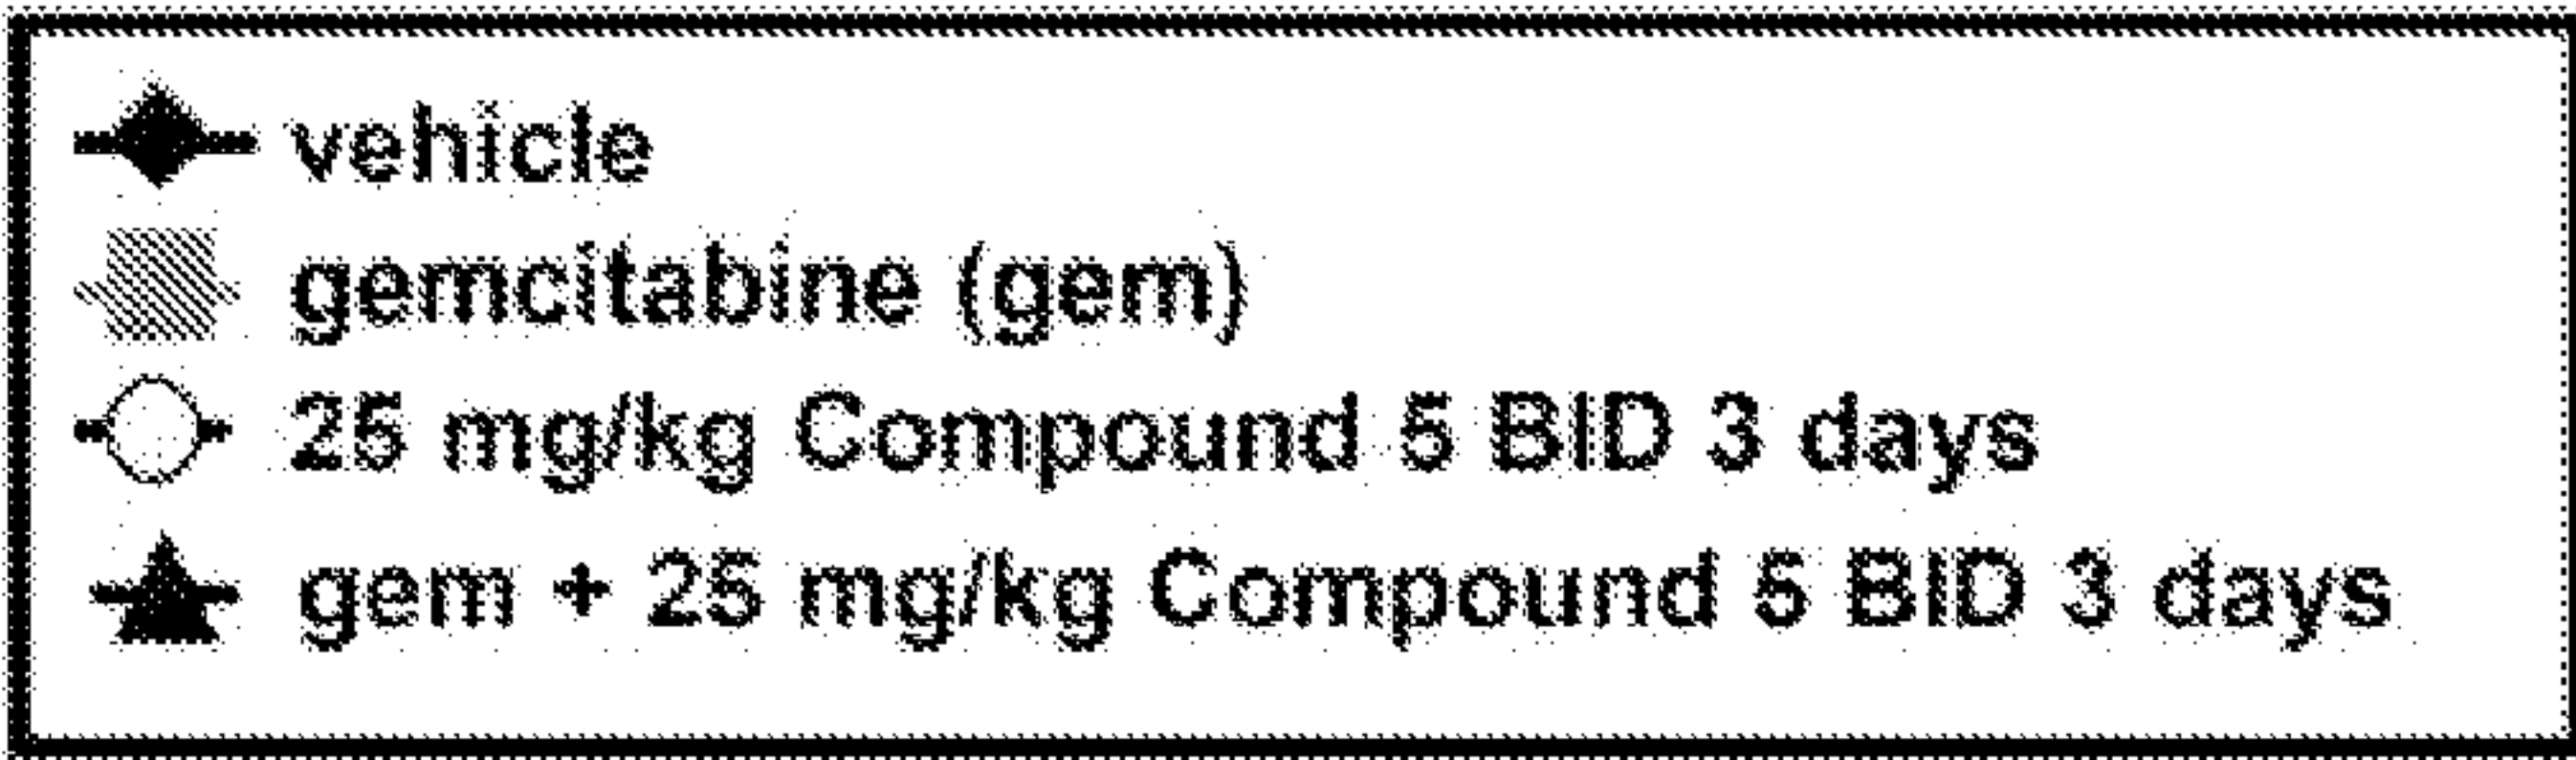 vehicle
gemcitabine (gem)
25 mg/kg Compound 5 BID 3 days
gem + 25 mg/kg Compound 5 BID 3 days